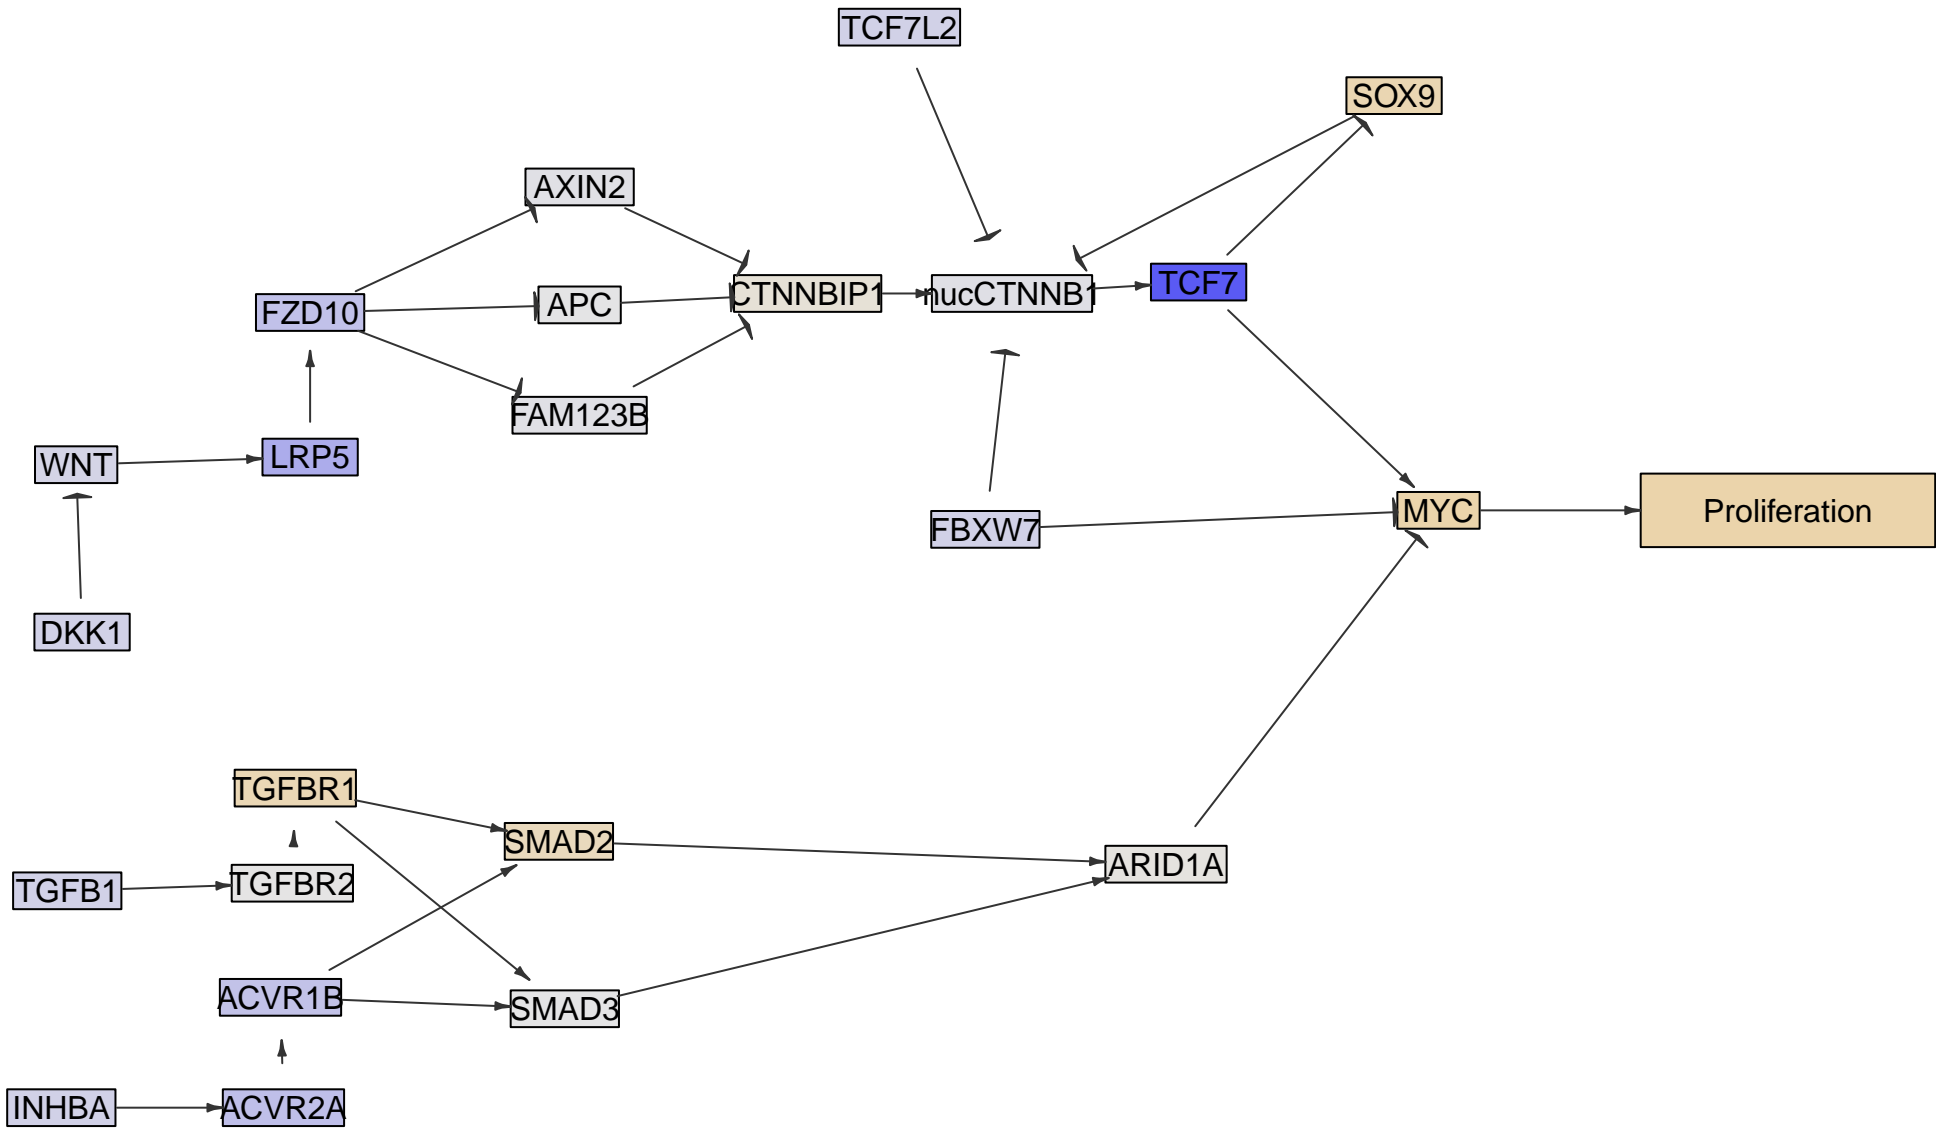 TCF7L2
SOX9
AXIN2
FZD10
APC
CTNNBIP1
nucCTNNB1
TCF7
FAM123B
WNT
LRP5
FBXW7
MYC
Proliferation
DKK1
TGFBR1
SMAD2
ARID1A
TGFB1
TGFBR2
ACVR1B
SMAD3
INHBA
ACVR2A